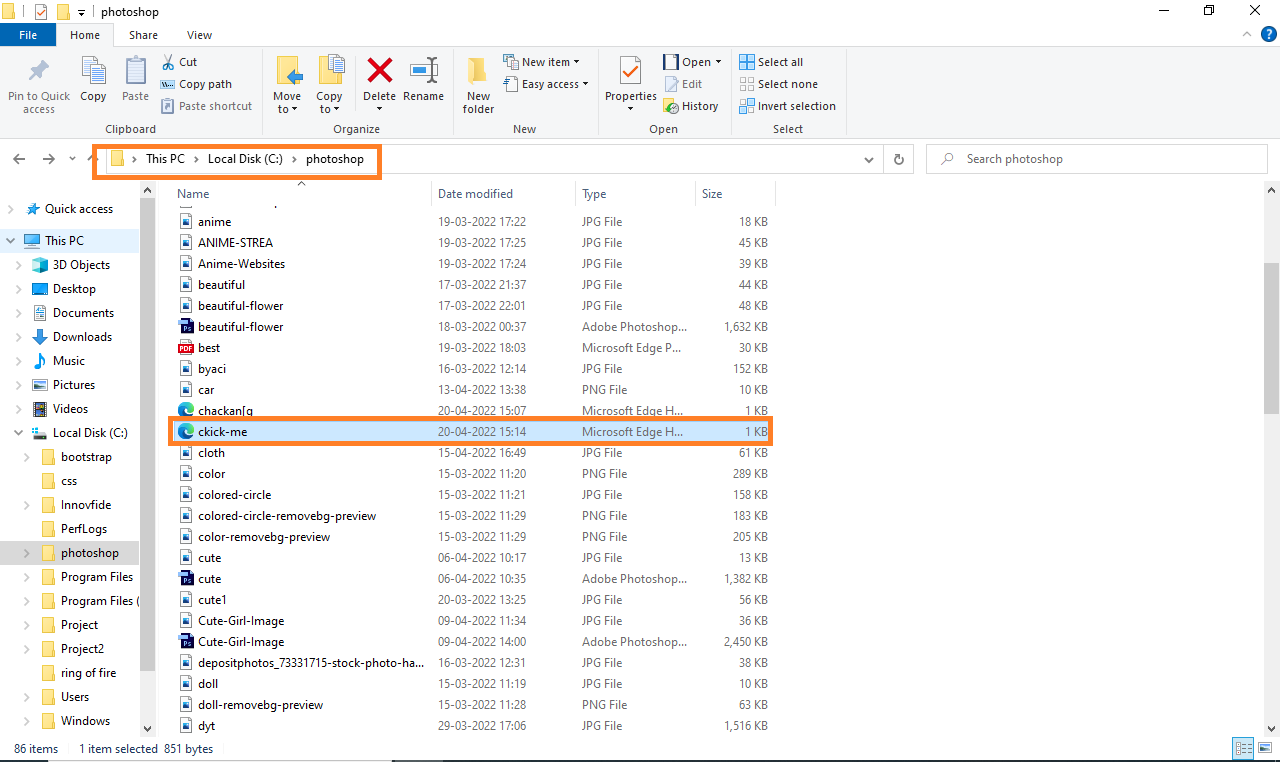 photoshop
File Home Share View
Pin to Quick access
Copy
Paste
Cut
Copy path
Paste shortcut
Clipboard
Move to
Copy to
Delete
Rename
Organize
New folder
New item
Easy access
New
Properties
Open
Edit
History
Open
Select all
Select none
Invert selection
Select
This PC > Local Disk (C:) > photoshop
Search photoshop
Quick access
This PC
3D Objects
Desktop
Documents
Downloads
Music
Pictures
Videos
Local Disk (C:)
bootstrap
css
Innovfide
PerfLogs
photoshop
Program Files
Program Files (
Project
Project2
ring of fire
Users
Windows
Name Date modified Type Size
anime 19-03-2022 17:22 JPG File 18 KB
ANIME-STREA 19-03-2022 17:25 JPG File 45 KB
Anime-Websites 19-03-2022 17:24 JPG File 39 KB
beautiful 17-03-2022 21:37 JPG File 44 KB
beautiful-flower 17-03-2022 22:01 JPG File 48 KB
Ps beautiful-flower 18-03-2022 00:37 Adobe Photoshop... 1,632 KB
PDF best 19-03-2022 18:03 Microsoft Edge P... 30 KB
byaci 16-03-2022 12:14 JPG File 152 KB
car 13-04-2022 13:38 PNG File 10 KB
chackan[g 20-04-2022 15:07 Microsoft Edge H... 1 KB
ckick-me 20-04-2022 15:14 Microsoft Edge H... 1 KB
cloth 15-04-2022 16:49 JPG File 61 KB
color 15-03-2022 11:20 PNG File 289 KB
colored-circle 15-03-2022 11:21 JPG File 158 KB
colored-circle-removebg-preview 15-03-2022 11:29 PNG File 183 KB
color-removebg-preview 15-03-2022 11:29 PNG File 205 KB
cute 06-04-2022 10:17 JPG File 13 KB
Ps cute 06-04-2022 10:35 Adobe Photoshop... 1,382 KB
cute1 20-03-2022 13:25 JPG File 56 KB
Cute-Girl-Image 09-04-2022 11:34 JPG File 36 KB
Ps Cute-Girl-Image 09-04-2022 14:00 Adobe Photoshop... 2,450 KB
depositphotos_73331715-stock-photo-ha... 16-03-2022 12:31 JPG File 38 KB
doll 15-03-2022 11:19 JPG File 10 KB
doll-removebg-preview 15-03-2022 11:28 PNG File 63 KB
dyt 29-03-2022 17:06 JPG File 1,516 KB
86 items 1 item selected 851 bytes